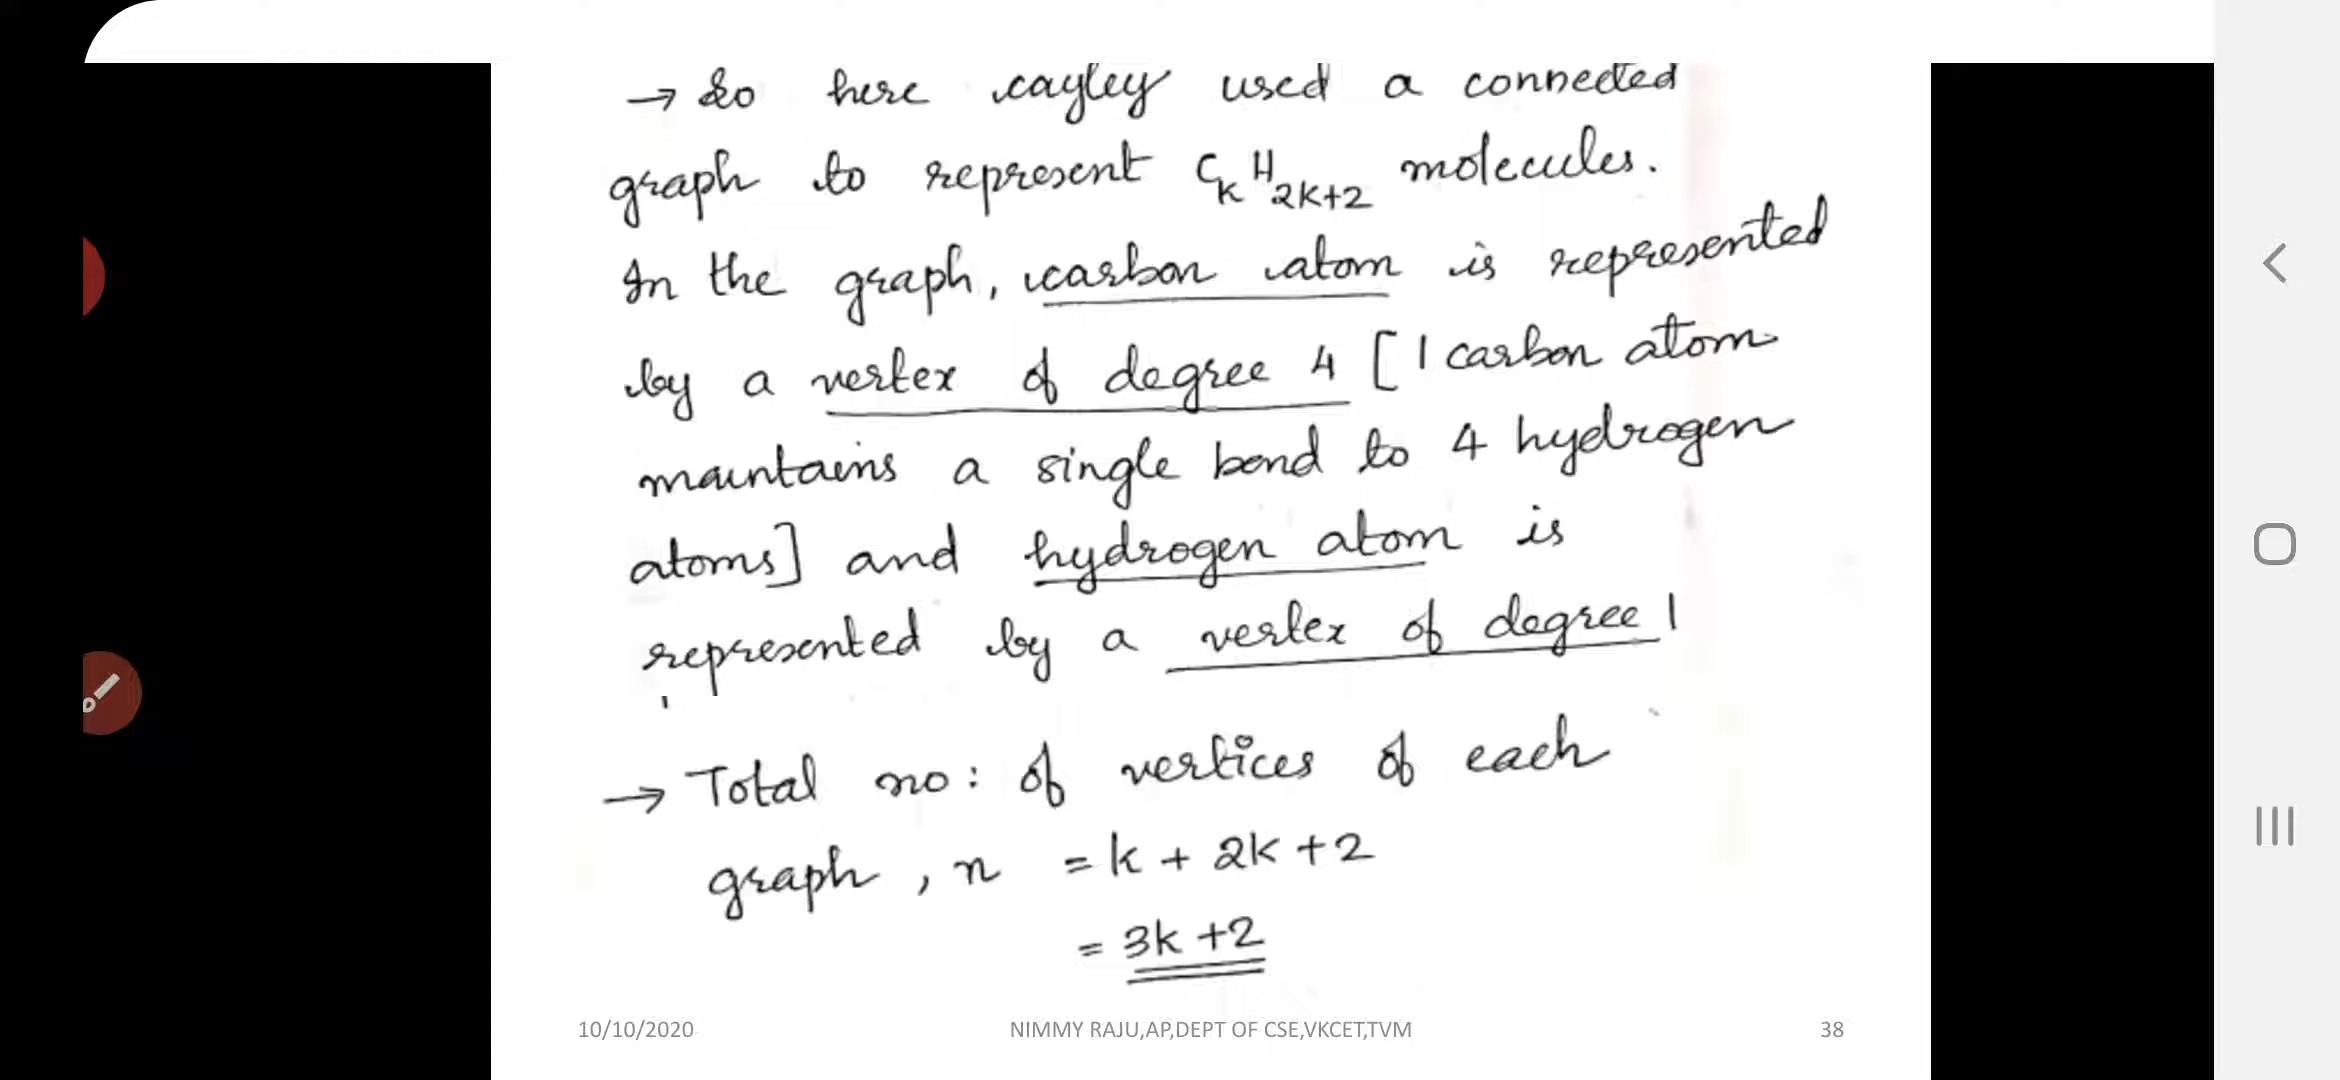 → So here cayley used a connected
graph to represent CₖH₂ₖ₊₂ molecules.
In the graph, carbon atom is represented
by a vertex of degree 4 [1 carbon atom
maintains a single bond to 4 hydrogen
atoms] and hydrogen atom is
represented by a vertex of degree 1
→ Total no: of vertices of each
graph, n = k + 2k + 2
= 3k + 2
10/10/2020 NIMMY RAJU,AP,DEPT OF CSE,VKCET,TVM 38